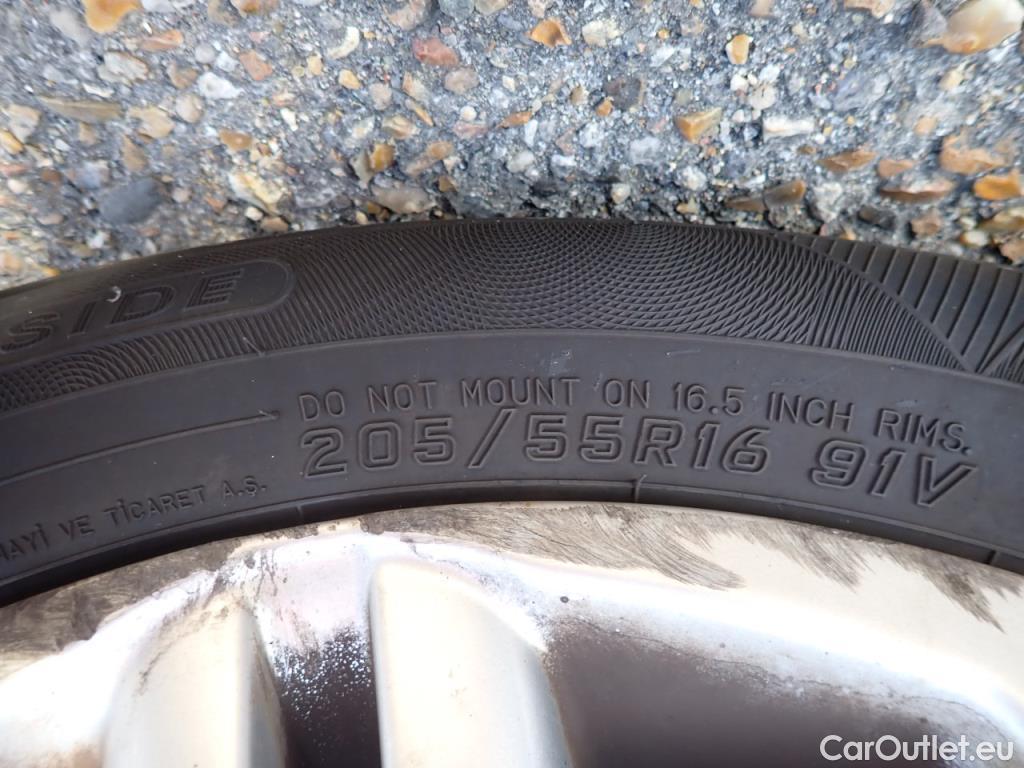 SIDE
DO NOT MOUNT ON 16.5 INCH RIMS.
205/55R16 91V
VE TİCARET A.Ş.
CarOutlet.eu